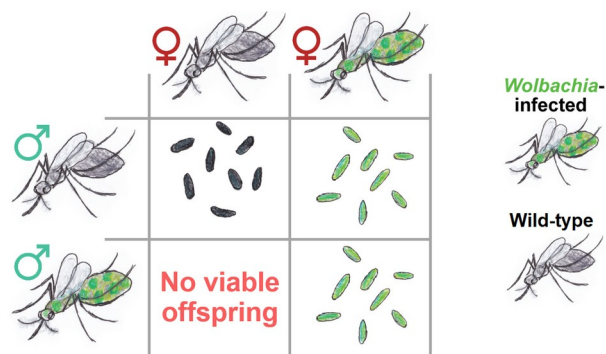 ♀ ♀
Wolbachia-
infected
♂
Wild-type
♂
No viable
offspring